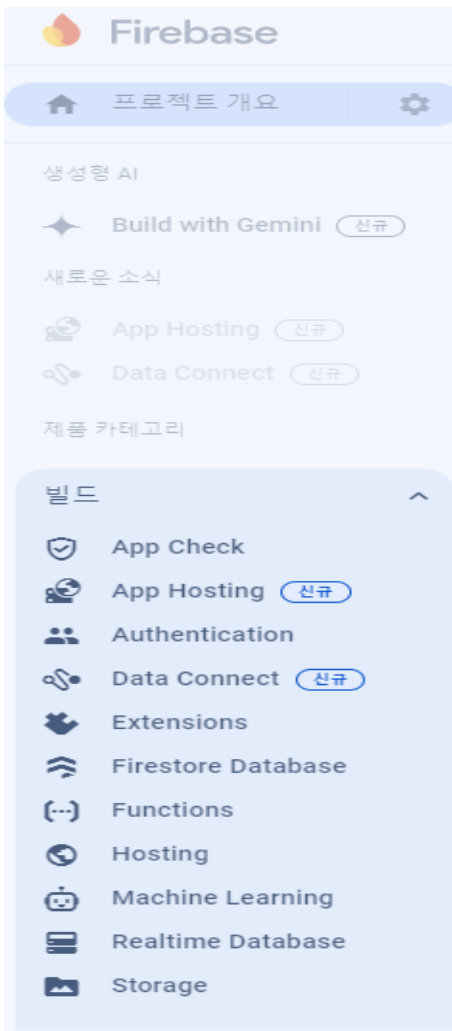 Firebase
프로젝트 개요
생성형 AI
Build with Gemini 신규
새로운 소식
App Hosting 신규
Data Connect 신규
제품 카테고리
빌드
App Check
App Hosting 신규
Authentication
Data Connect 신규
Extensions
Firestore Database
Functions
Hosting
Machine Learning
Realtime Database
Storage